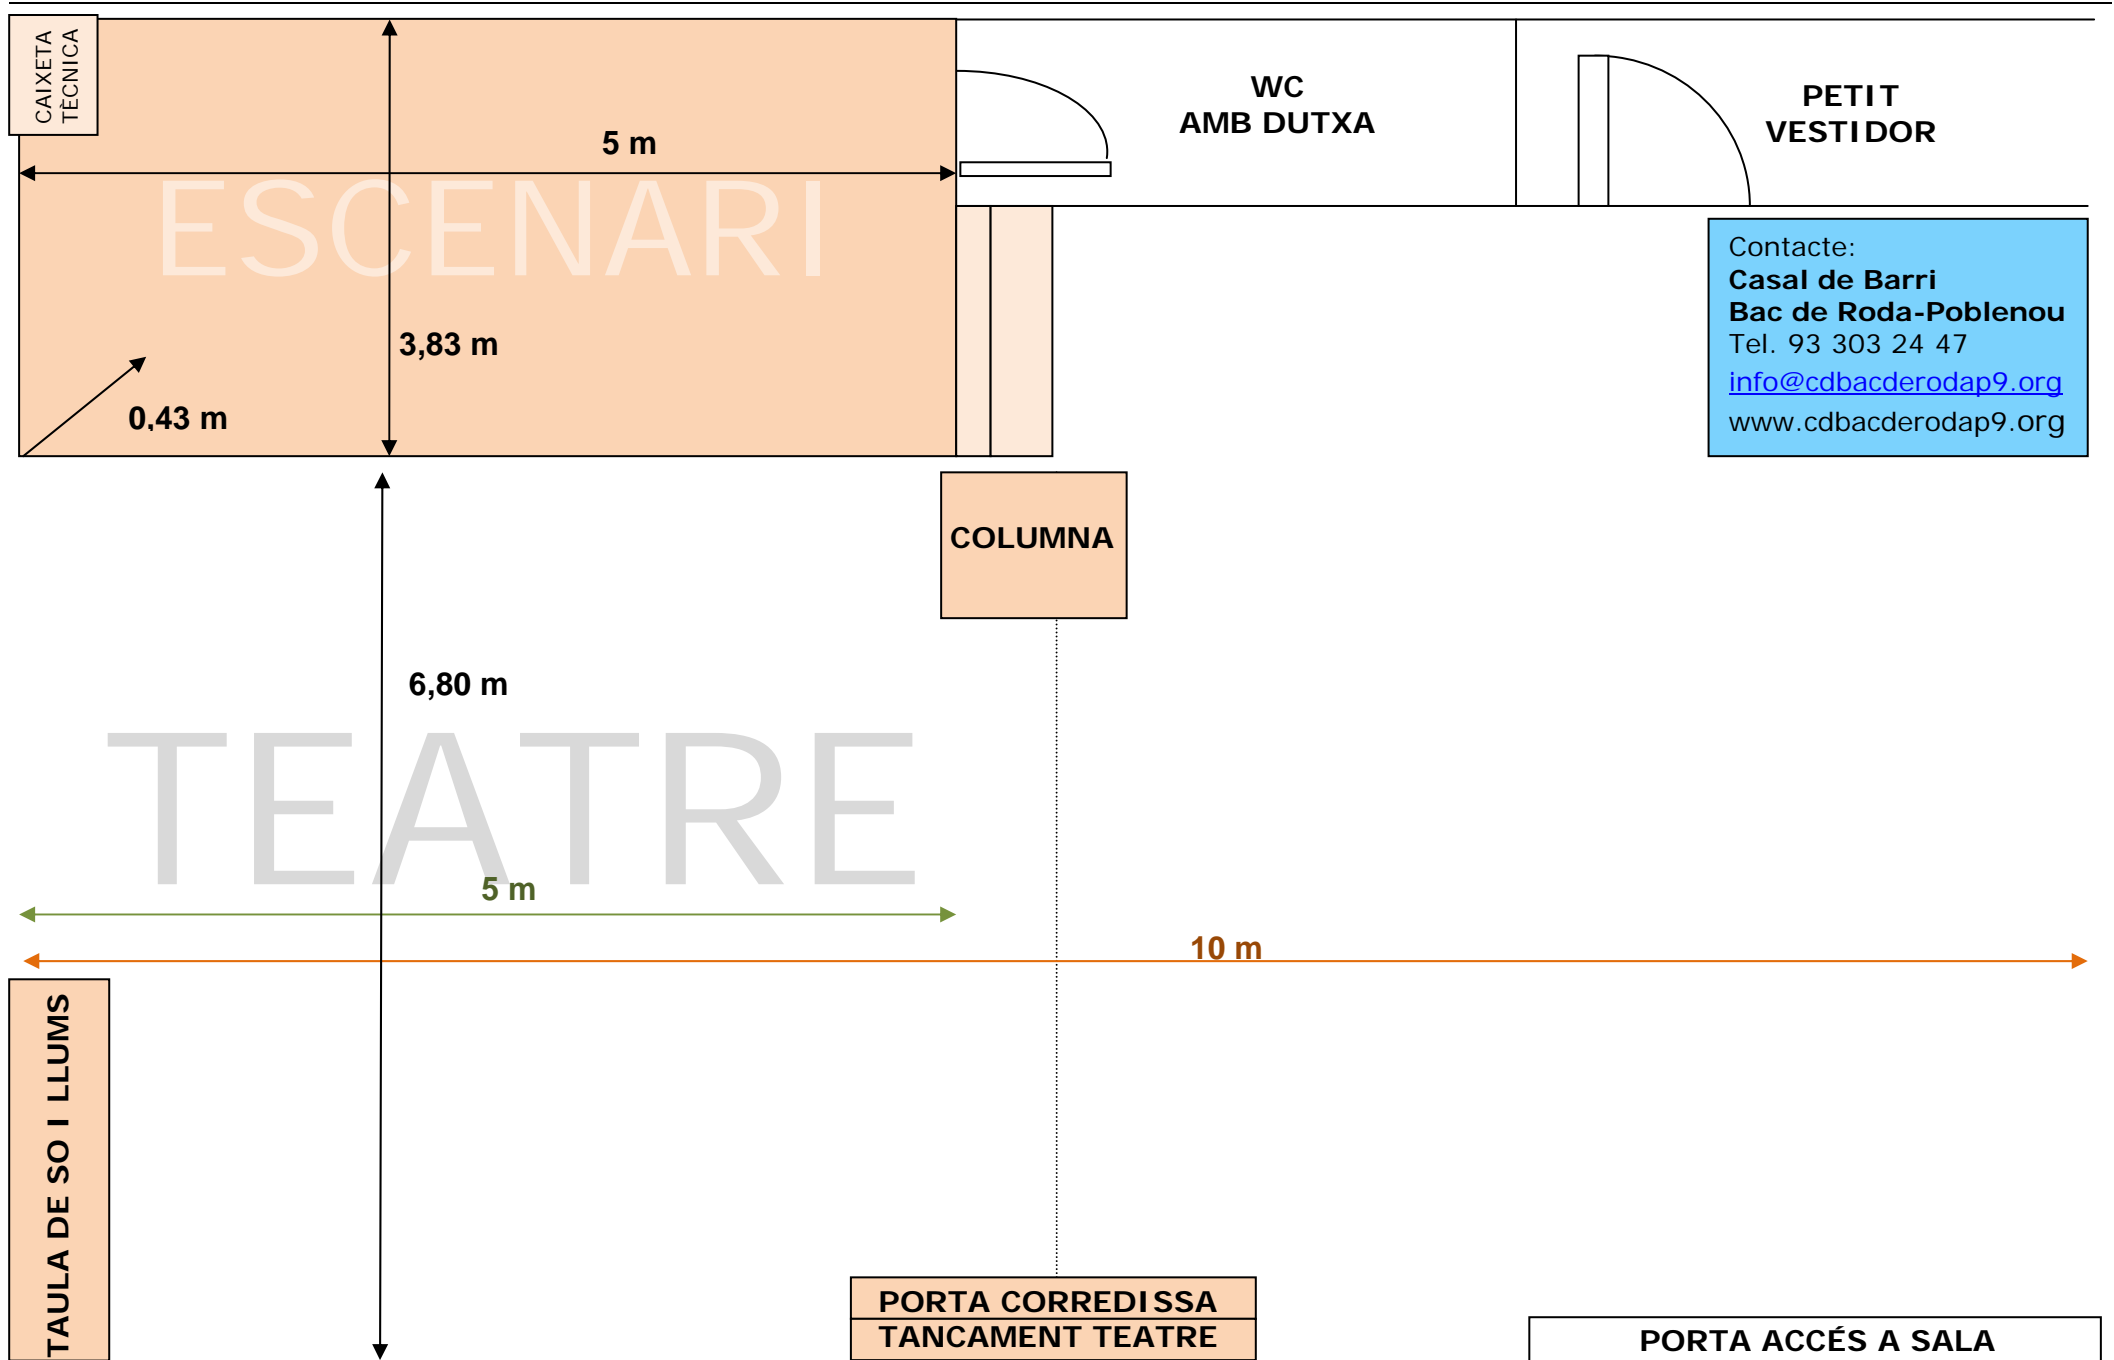 CAIXETA
TÈCNICA
5 m
ESCENARI
3,83 m
0,43 m
WC
AMB DUTXA
PETIT
VESTIDOR
Contacte:
Casal de Barri
Bac de Roda-Poblenou
Tel. 93 303 24 47
info@cdbacderodap9.org
www.cdbacderodap9.org
COLUMNA
6,80 m
TEATRE
5 m
10 m
TAULA DE SO I LLUMS
PORTA CORREDISSA
TANCAMENT TEATRE
PORTA ACCÉS A SALA